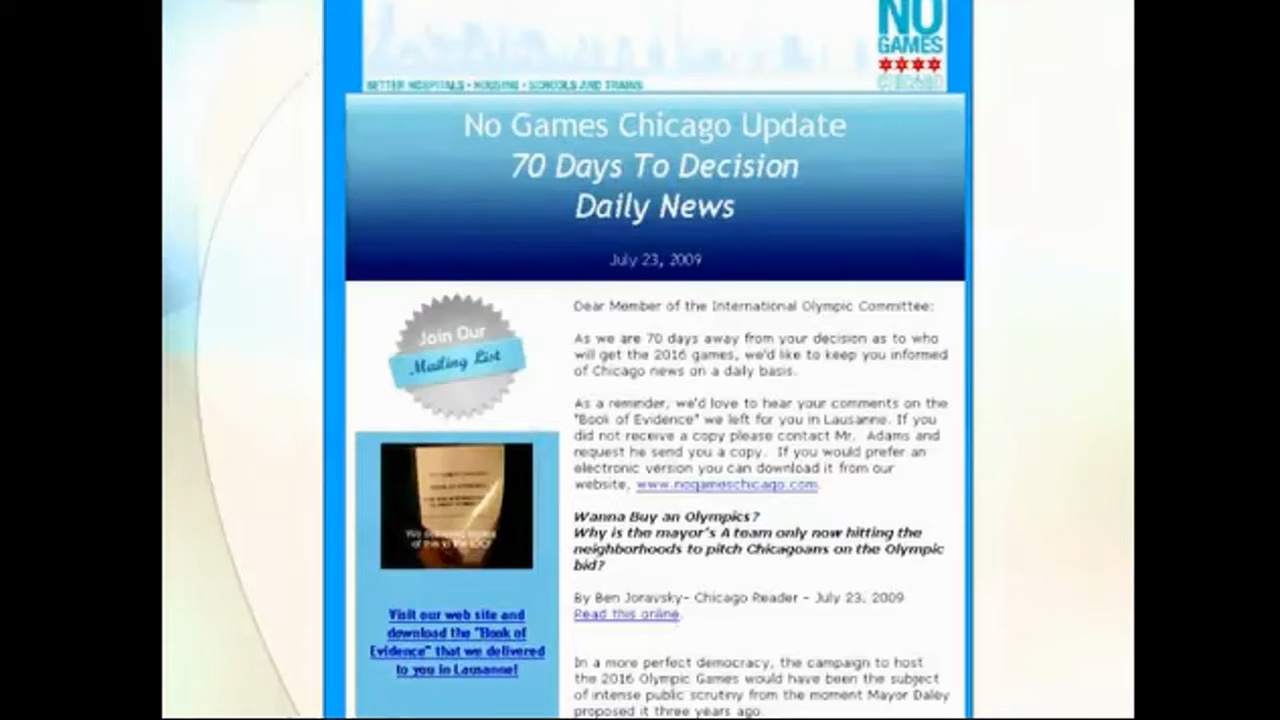 NO
GAMES
CHICAGO
BETTER HOSPITALS • HOUSING • SCHOOLS AND TRAINS
No Games Chicago Update
70 Days To Decision
Daily News
July 23, 2009
Join Our
Mailing List
Visit our web site and
download the "Book of
Evidence" that we delivered
to you in Lausanne!
Dear Member of the International Olympic Committee:
As we are 70 days away from your decision as to who
will get the 2016 games, we'd like to keep you informed
of Chicago news on a daily basis.
As a reminder, we'd love to hear your comments on the
"Book of Evidence" we left for you in Lausanne. If you
did not receive a copy please contact Mr. Adams and
request he send you a copy. If you would prefer an
electronic version you can download it from our
website, www.nogameschicago.com.
Wanna Buy an Olympics?
Why is the mayor's A team only now hitting the
neighborhoods to pitch Chicagoans on the Olympic
bid?
By Ben Joravsky- Chicago Reader - July 23, 2009
Read this online.
In a more perfect democracy, the campaign to host
the 2016 Olympic Games would have been the subject
of intense public scrutiny from the moment Mayor Daley
proposed it three years ago.